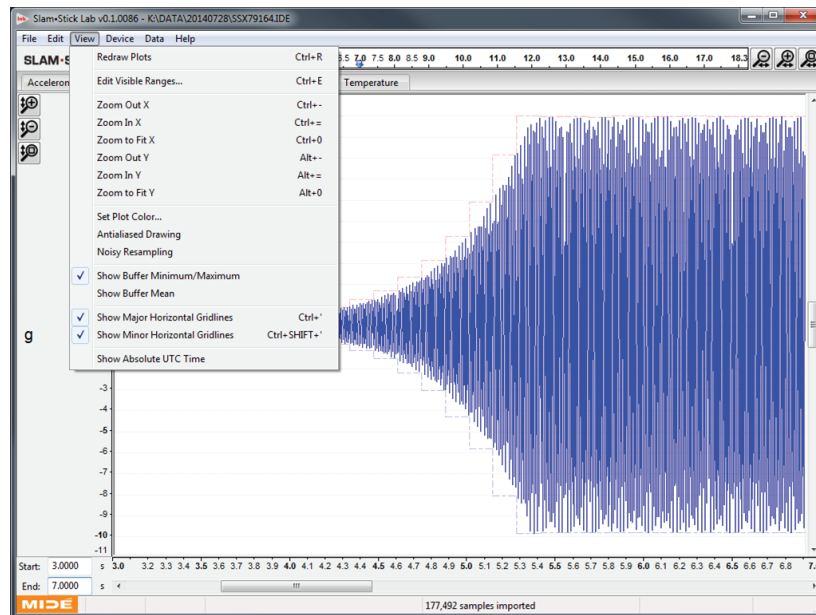 Slam•Stick Lab v0.1.0086 - K:\DATA\20140728\SSX79164.IDE
File Edit View Device Data Help
SLAM•S
7.0 7.5 8.0 8.5 9.0 10.0 11.0 12.0 13.0 14.0 15.0 16.0 17.0 18.3
Acceleron Temperature
Redraw Plots Ctrl+R
Edit Visible Ranges... Ctrl+E
Zoom Out X Ctrl+-
Zoom In X Ctrl+=
Zoom to Fit X Ctrl+0
Zoom Out Y Alt+-
Zoom In Y Alt+=
Zoom to Fit Y Alt+0
Set Plot Color...
Antialiased Drawing
Noisy Resampling
Show Buffer Minimum/Maximum
Show Buffer Mean
Show Major Horizontal Gridlines Ctrl+'
Show Minor Horizontal Gridlines Ctrl+SHIFT+'
Show Absolute UTC Time
g
-3
-4
-5
-6
-7
-8
-9
-10
-11
Start: 3.0000 s 3.0 3.2 3.3 3.4 3.5 3.6 3.7 3.8 3.9 4.0 4.1 4.2 4.3 4.4 4.5 4.6 4.7 4.8 4.9 5.0 5.1 5.2 5.3 5.4 5.5 5.6 5.7 5.8 5.9 6.0 6.1 6.2 6.3 6.4 6.5 6.6 6.7 6.8 7.
End: 7.0000 s
MIDÉ 177,492 samples imported